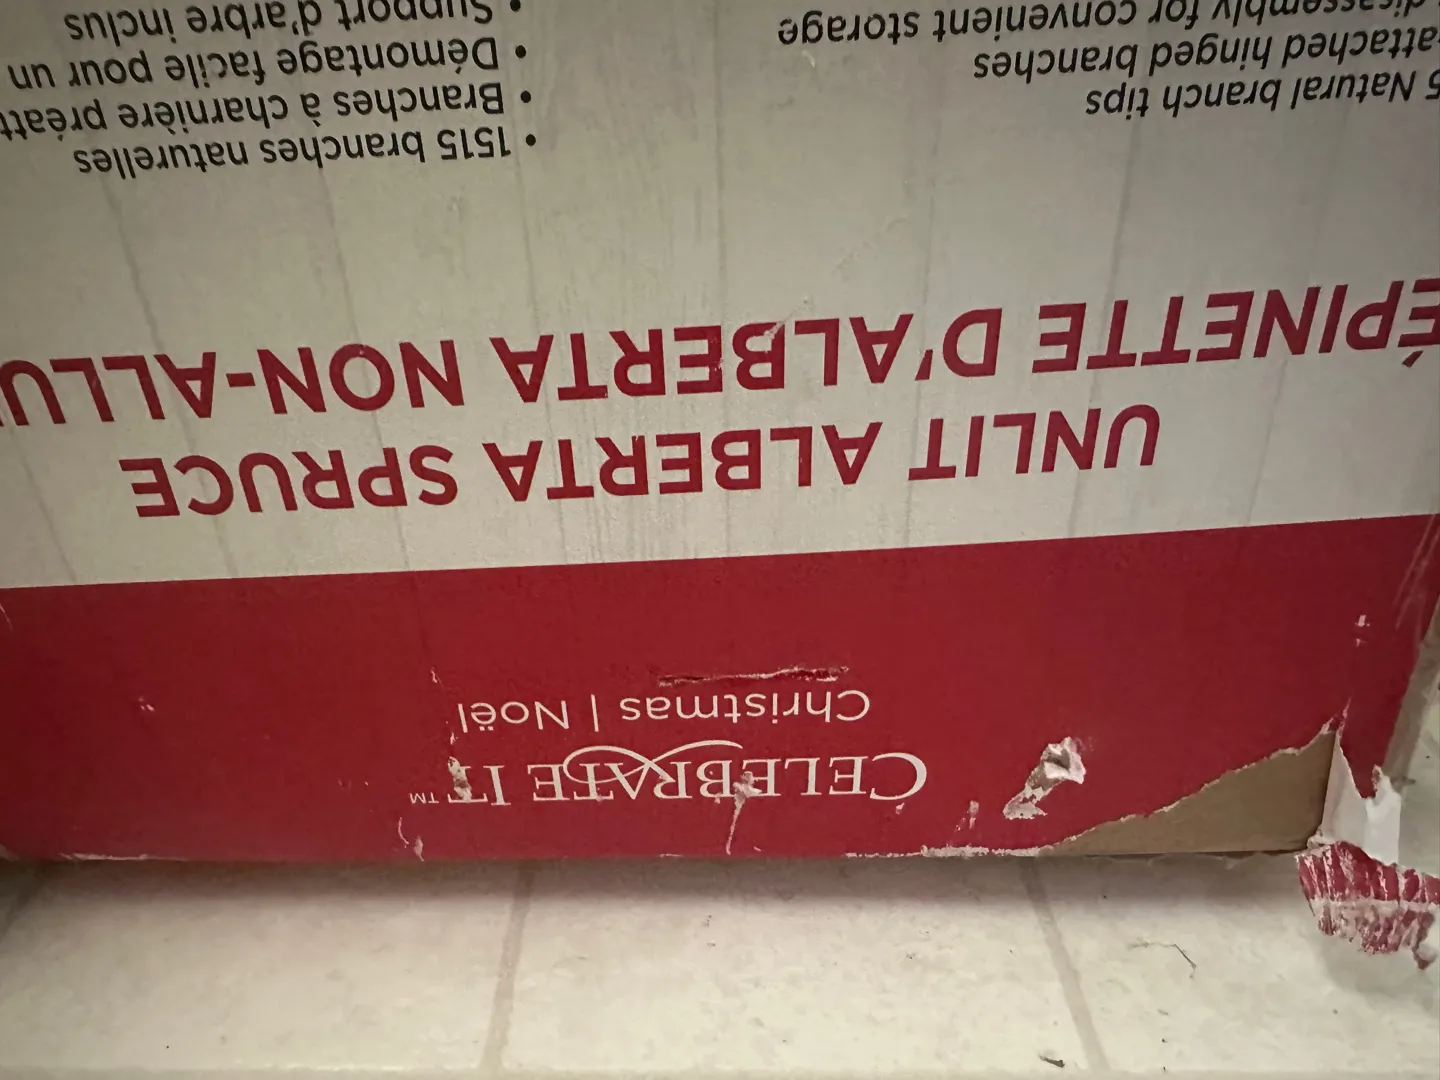 CELEBRATE IT™
Christmas | Noël
UNLIT ALBERTA SPRUCE
ÉPINETTE D'ALBERTA NON-ALLU
5 Natural branch tips
attached hinged branches
disassembly for convenient storage
• 1515 branches naturelles
• Branches à charnière préatt
• Démontage facile pour un
• Support d'arbre inclus